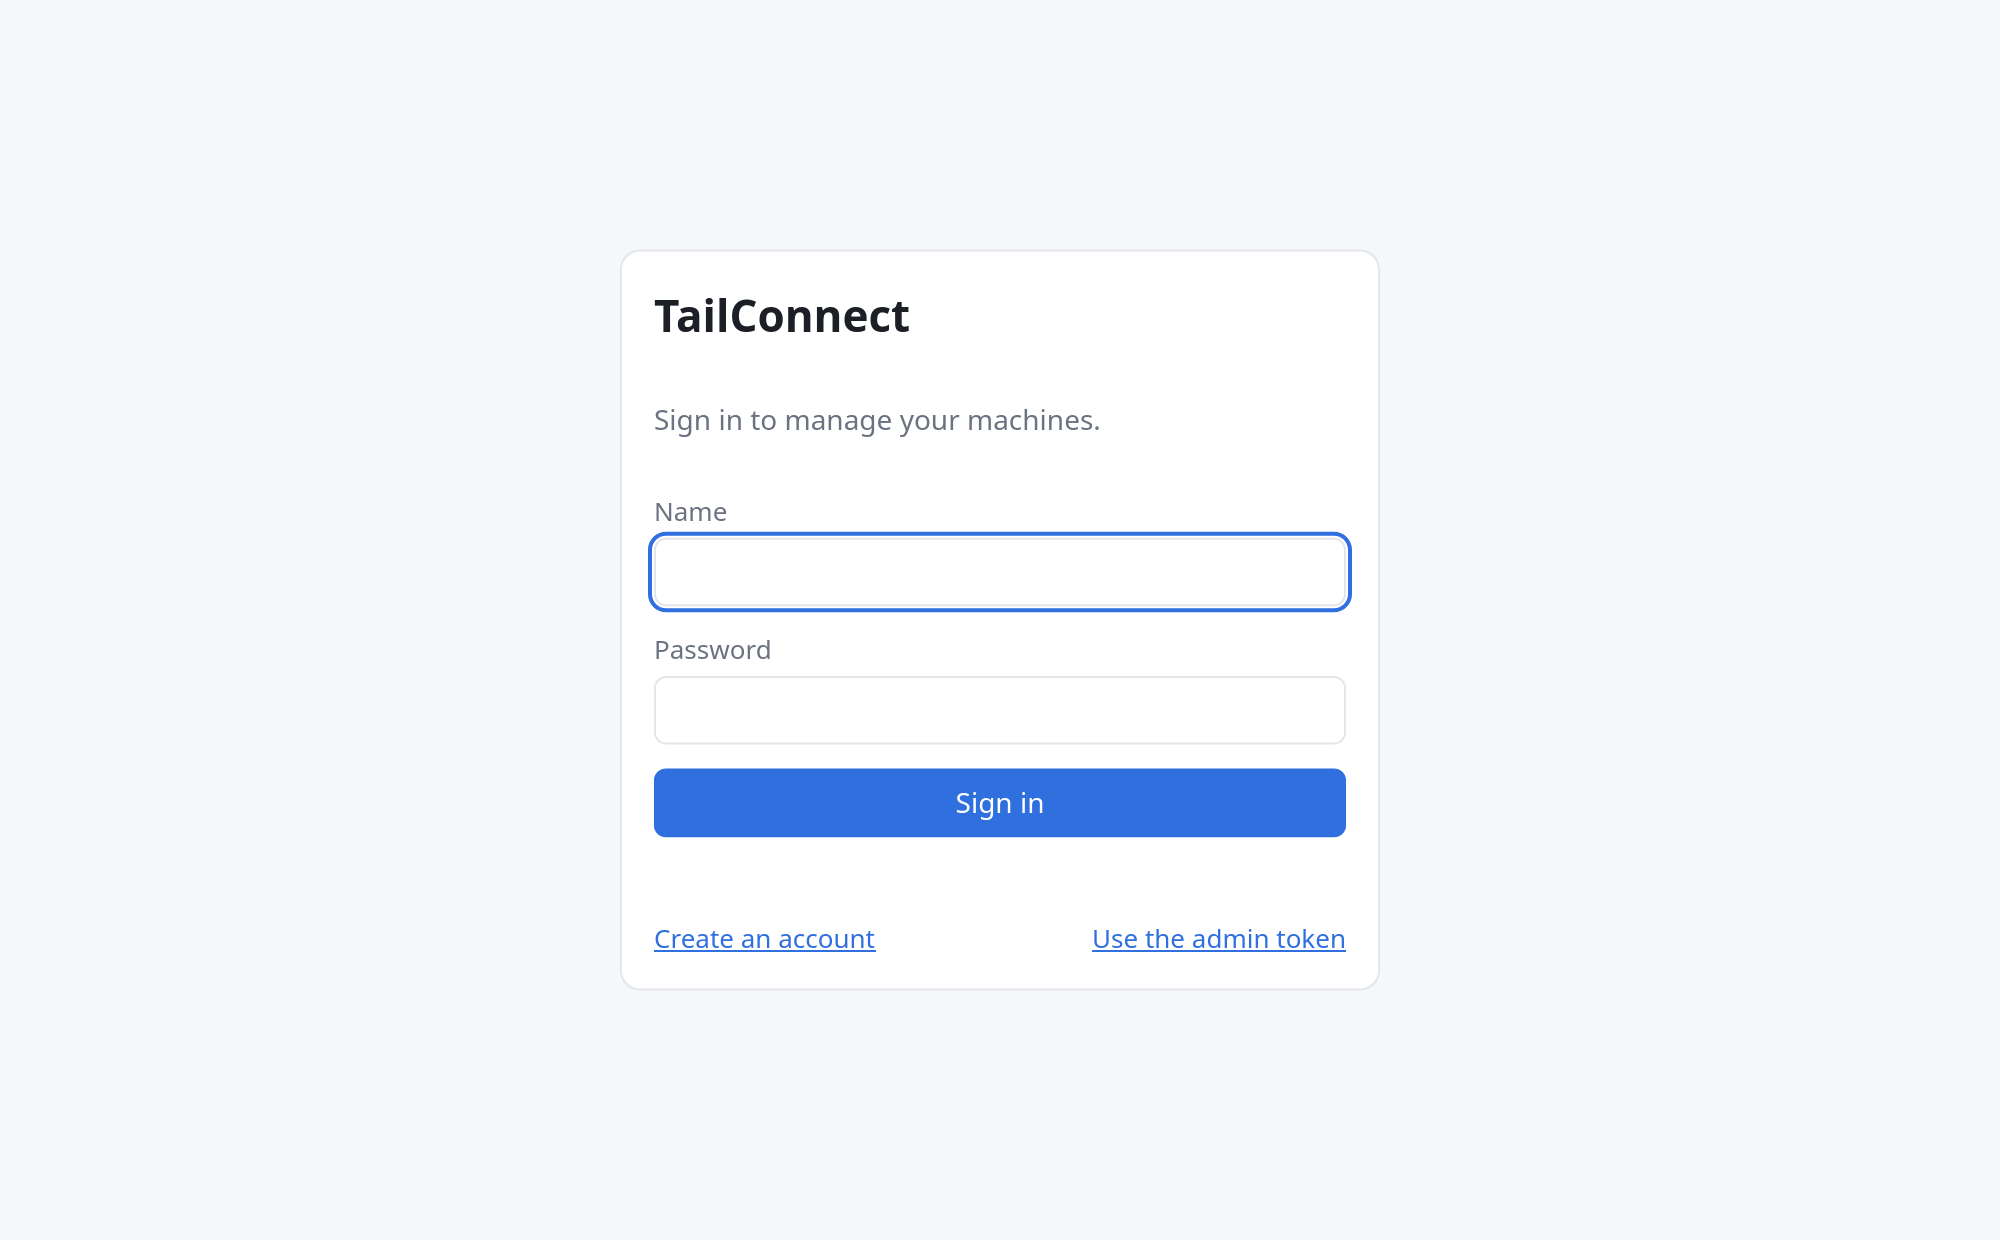 TailConnect
Sign in to manage your machines.
Name
Password
Sign in
Create an account
Use the admin token